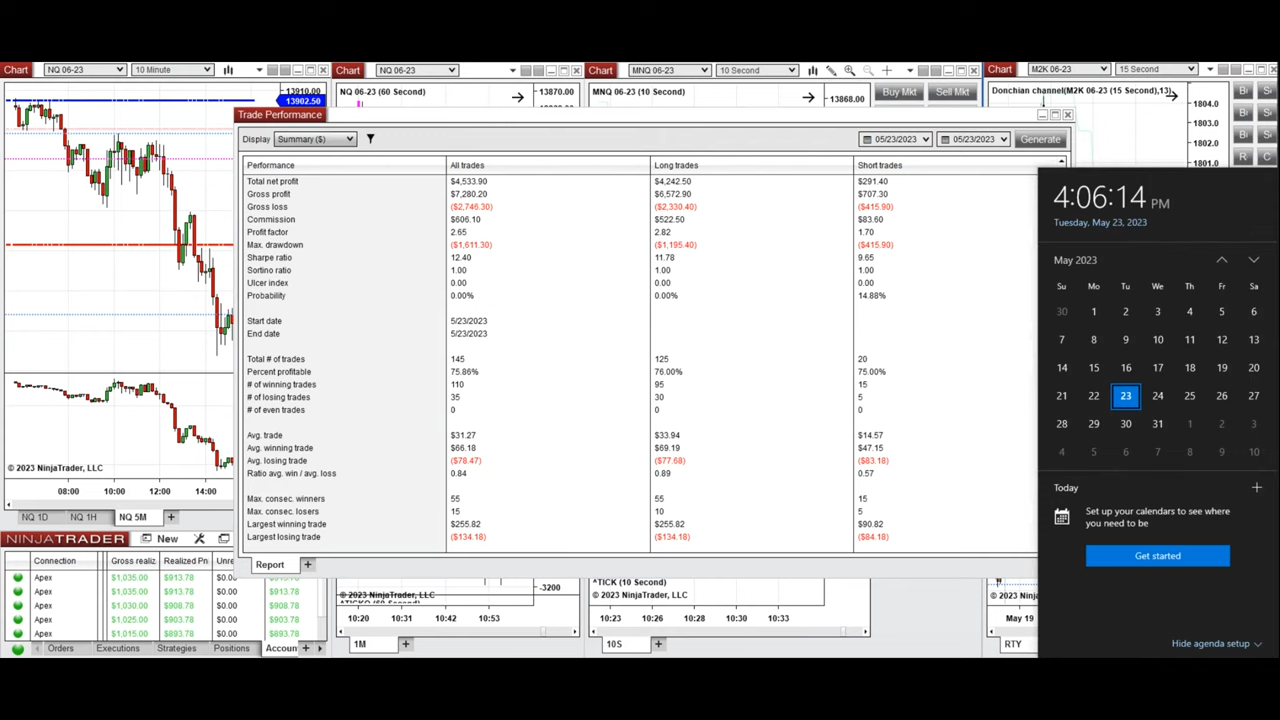 Chart NQ 06-23 10 Minute
Chart NQ 06-23
Chart MNQ 06-23 10 Second
Chart M2K 06-23 15 Second
13910.00
13902.50
NQ 06-23 (60 Second)
13870.00
MNQ 06-23 (10 Second)
13868.00
Buy Mkt Sell Mkt
Donchian channel(M2K 06-23 (15 Second),13)
1804.0
1803.0
1802.0
1801.0
Trade Performance
Display Summary ($) 05/23/2023 05/23/2023 Generate
Performance All trades Long trades Short trades
Total net profit $4,533.90 $4,242.50 $291.40
Gross profit $7,280.20 $6,572.90 $707.30
Gross loss ($2,746.30) ($2,330.40) ($415.90)
Commission $606.10 $522.50 $83.60
Profit factor 2.65 2.82 1.70
Max. drawdown ($1,611.30) ($1,195.40) ($415.90)
Sharpe ratio 12.40 11.78 9.65
Sortino ratio 1.00 1.00 1.00
Ulcer index 0.00 0.00 0.00
Probability 0.00% 0.00% 14.88%
Start date 5/23/2023
End date 5/23/2023
Total # of trades 145 125 20
Percent profitable 75.86% 76.00% 75.00%
# of winning trades 110 95 15
# of losing trades 35 30 5
# of even trades 0 0 0
Avg. trade $31.27 $33.94 $14.57
Avg. winning trade $66.18 $69.19 $47.15
Avg. losing trade ($78.47) ($77.68) ($83.18)
Ratio avg. win / avg. loss 0.84 0.89 0.57
Max. consec. winners 55 55 15
Max. consec. losers 15 10 5
Largest winning trade $255.82 $255.82 $90.82
Largest losing trade ($134.18) ($134.18) ($84.18)
Report +
4:06:14 PM
Tuesday, May 23, 2023
May 2023
Su Mo Tu We Th Fr Sa
30 1 2 3 4 5 6
7 8 9 10 11 12 13
14 15 16 17 18 19 20
21 22 23 24 25 26 27
28 29 30 31 1 2 3
4 5 6 7 8 9 10
Today +
Set up your calendars to see where
you need to be
Get started
Hide agenda setup
© 2023 NinjaTrader, LLC
08:00 10:00 12:00 14:00
NQ 1D NQ 1H NQ 5M +
NINJATRADER New
Connection Gross realiz Realized Pn Unre
Apex $1,035.00 $913.78 $0.00 $913.78
Apex $1,035.00 $913.78 $0.00 $913.78
Apex $1,030.00 $908.78 $0.00 $908.78
Apex $1,025.00 $903.78 $0.00 $903.78
Apex $1,015.00 $893.78 $0.00 $893.78
Orders Executions Strategies Positions Accoun +
-3200
© 2023 NinjaTrader, LLC
^TICKQ (60 Second)
10:20 10:31 10:42 10:53
1M +
^TICK (10 Second)
© 2023 NinjaTrader, LLC
10:23 10:26 10:28 10:30 10:33
10S +
© 2023 Ninj
May 19
RTY